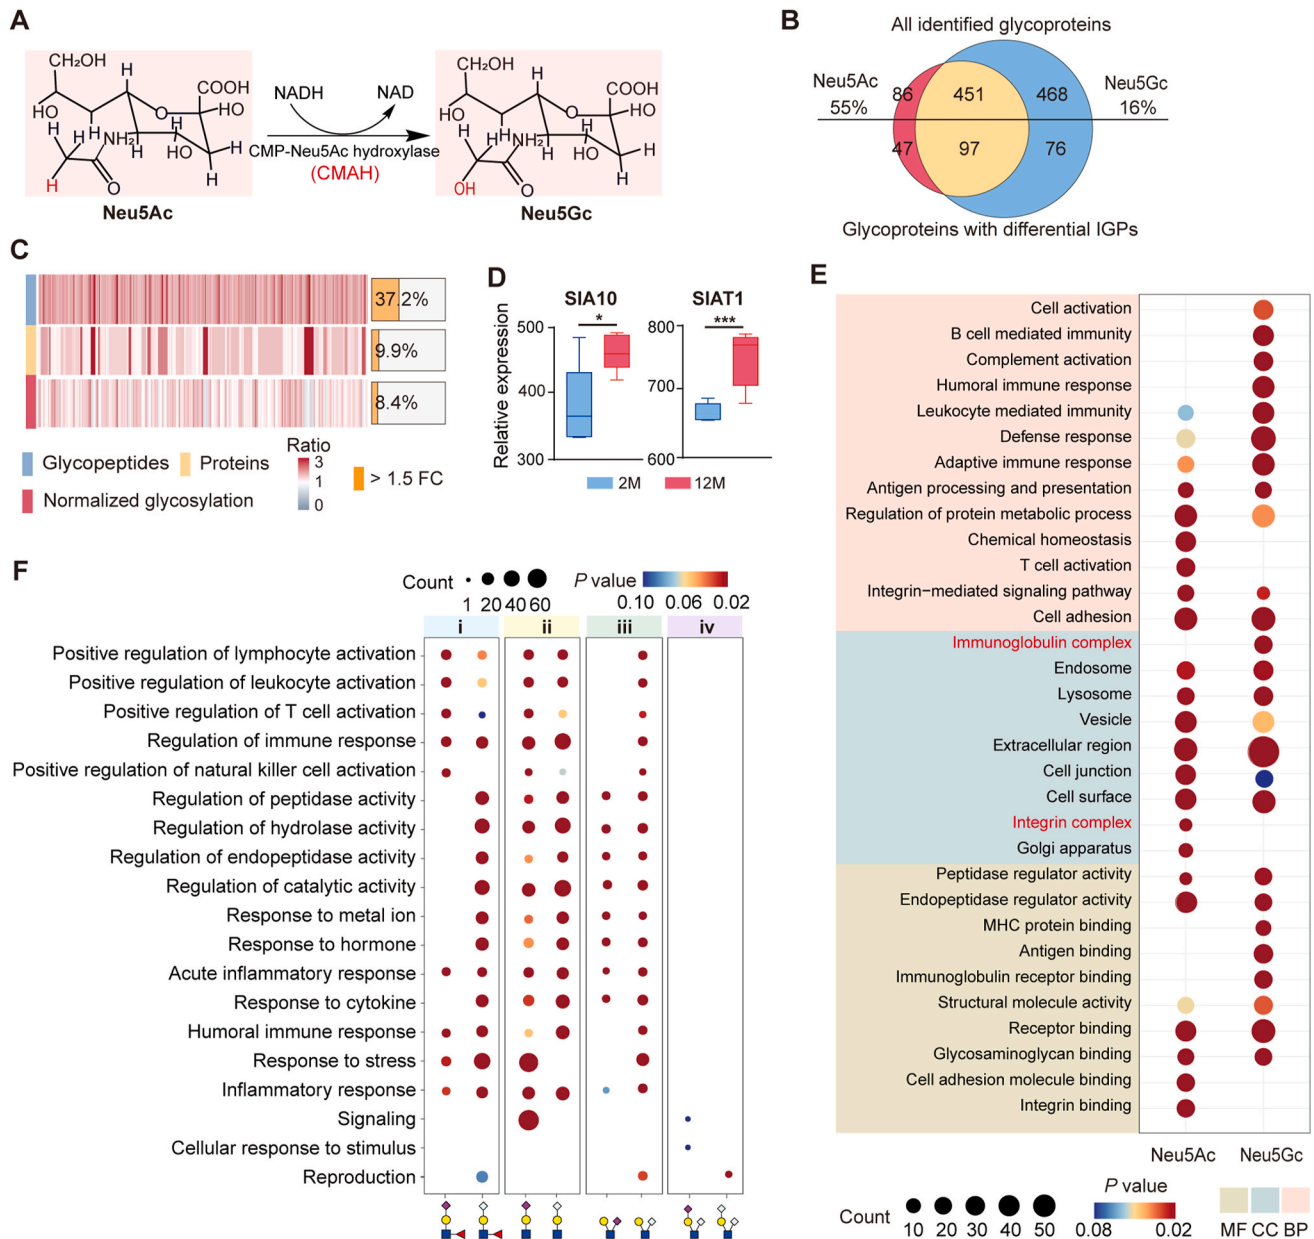 A
CH₂OH
H
COOH
O
HO
H
HO
H
H
NH₂
H
H
HO
H
H
H
O
Neu5Ac
NADH
NAD
CMP-Neu5Ac hydroxylase
(CMAH)
CH₂OH
H
COOH
O
HO
HO
H
H
NH₂
H
H
HO
H
H
OH
O
Neu5Gc
B
All identified glycoproteins
Neu5Ac
55%
86
451
468
Neu5Gc
16%
47
97
76
Glycoproteins with differential IGPs
C
37.2%
9.9%
8.4%
Glycopeptides
Proteins
Normalized glycosylation
Ratio
3
1
0
> 1.5 FC
D
SIA10
SIAT1
Relative expression
500
400
300
*
800
700
600
***
2M
12M
E
Cell activation
B cell mediated immunity
Complement activation
Humoral immune response
Leukocyte mediated immunity
Defense response
Adaptive immune response
Antigen processing and presentation
Regulation of protein metabolic process
Chemical homeostasis
T cell activation
Integrin−mediated signaling pathway
Cell adhesion
Immunoglobulin complex
Endosome
Lysosome
Vesicle
Extracellular region
Cell junction
Cell surface
Integrin complex
Golgi apparatus
Peptidase regulator activity
Endopeptidase regulator activity
MHC protein binding
Antigen binding
Immunoglobulin receptor binding
Structural molecule activity
Receptor binding
Glycosaminoglycan binding
Cell adhesion molecule binding
Integrin binding
Neu5Ac
Neu5Gc
Count
10 20 30 40 50
P value
0.08
0.02
MF CC BP
F
Count
1 20 40 60
P value
0.10 0.06 0.02
i
ii
iii
iv
Positive regulation of lymphocyte activation
Positive regulation of leukocyte activation
Positive regulation of T cell activation
Regulation of immune response
Positive regulation of natural killer cell activation
Regulation of peptidase activity
Regulation of hydrolase activity
Regulation of endopeptidase activity
Regulation of catalytic activity
Response to metal ion
Response to hormone
Acute inflammatory response
Response to cytokine
Humoral immune response
Response to stress
Inflammatory response
Signaling
Cellular response to stimulus
Reproduction